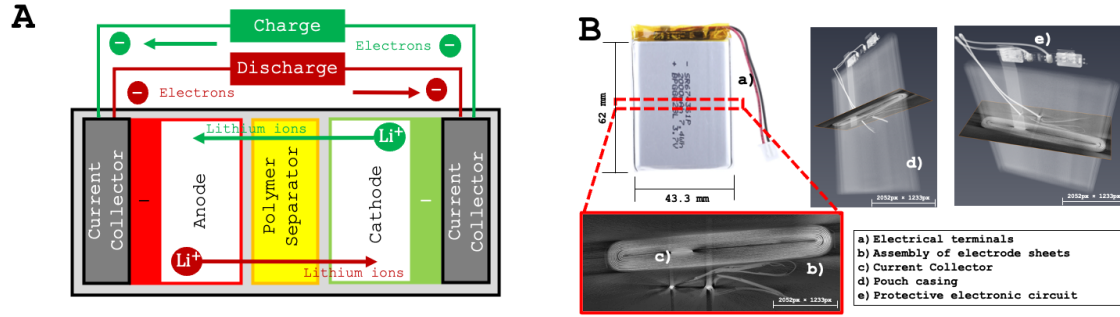 A
Charge
Electrons
Discharge
Electrons
Lithium ions
Li+
Current
Collector
Anode
Polymer
Separator
Cathode
Current
Collector
Li+
Lithium ions
B
a)
62 mm
3.7V
43.3 mm
c)
b)
2052px × 1233px
d)
2052px × 1233px
e)
2052px × 1233px
a) Electrical terminals
b) Assembly of electrode sheets
c) Current Collector
d) Pouch casing
e) Protective electronic circuit